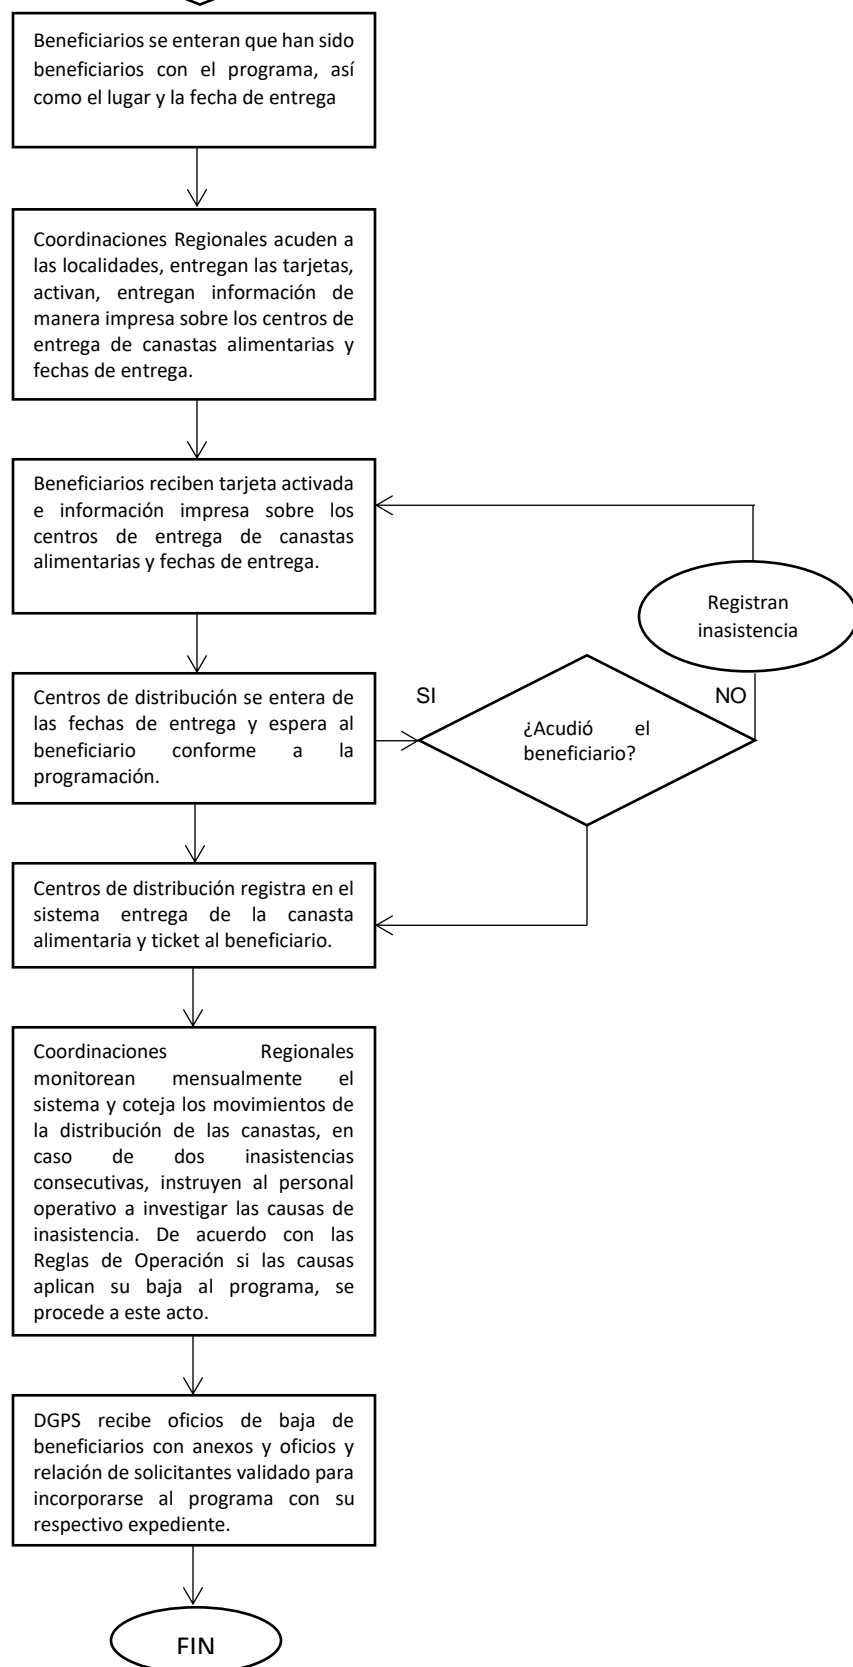 Beneficiarios se enteran que han sido
beneficiarios con el programa, así
como el lugar y la fecha de entrega
Coordinaciones Regionales acuden a
las localidades, entregan las tarjetas,
activan, entregan información de
manera impresa sobre los centros de
entrega de canastas alimentarias y
fechas de entrega.
Beneficiarios reciben tarjeta activada
e información impresa sobre los
centros de entrega de canastas
alimentarias y fechas de entrega.
Registran
inasistencia
Centros de distribución se entera de
las fechas de entrega y espera al
beneficiario conforme a la
programación.
SI
¿Acudió el
beneficiario?
NO
Centros de distribución registra en el
sistema entrega de la canasta
alimentaria y ticket al beneficiario.
Coordinaciones Regionales
monitorean mensualmente el
sistema y coteja los movimientos de
la distribución de las canastas, en
caso de dos inasistencias
consecutivas, instruyen al personal
operativo a investigar las causas de
inasistencia. De acuerdo con las
Reglas de Operación si las causas
aplican su baja al programa, se
procede a este acto.
DGPS recibe oficios de baja de
beneficiarios con anexos y oficios y
relación de solicitantes validado para
incorporarse al programa con su
respectivo expediente.
FIN